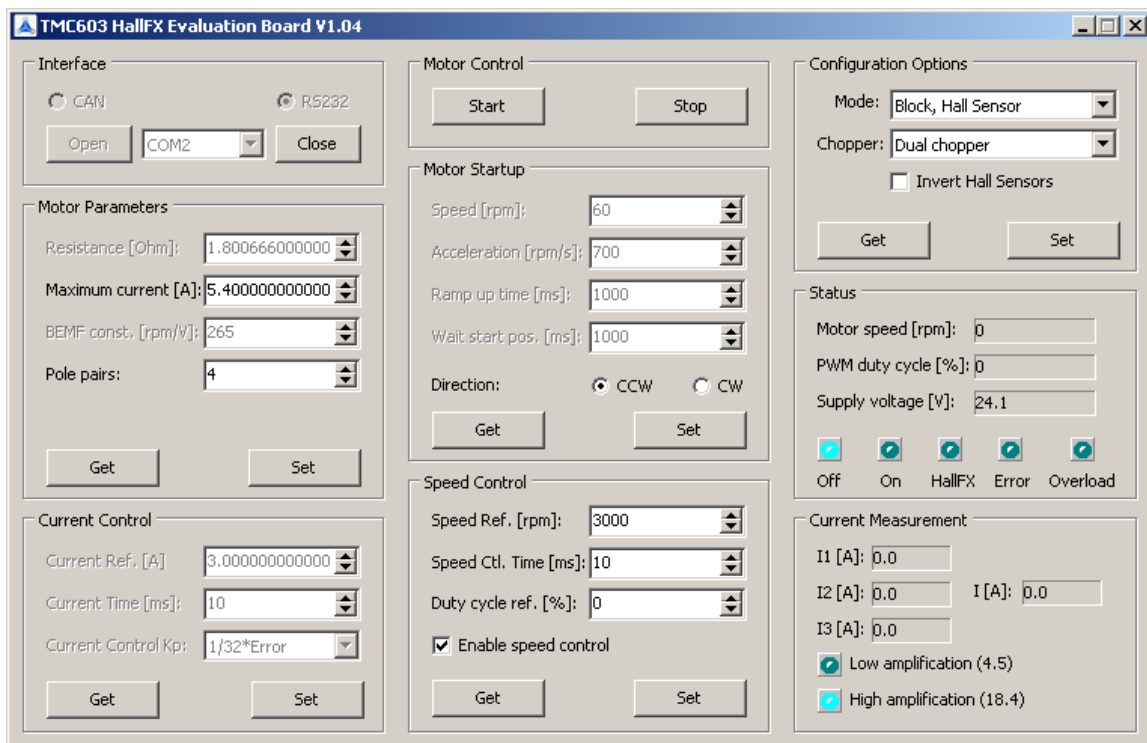 TMC603 HallFX Evaluation Board V1.04
Interface
CAN RS232
Open COM2 Close
Motor Parameters
Resistance [Ohm]: 1.800666000000
Maximum current [A]: 5.400000000000
BEMF const. [rpm/V]: 265
Pole pairs: 4
Get Set
Current Control
Current Ref. [A] 3.000000000000
Current Time [ms]: 10
Current Control Kp: 1/32*Error
Get Set
Motor Control
Start Stop
Motor Startup
Speed [rpm]: 60
Acceleration [rpm/s]: 700
Ramp up time [ms]: 1000
Wait start pos. [ms]: 1000
Direction: CCW CW
Get Set
Speed Control
Speed Ref. [rpm]: 3000
Speed Ctl. Time [ms]: 10
Duty cycle ref. [%]: 0
Enable speed control
Get Set
Configuration Options
Mode: Block, Hall Sensor
Chopper: Dual chopper
Invert Hall Sensors
Get Set
Status
Motor speed [rpm]: 0
PWM duty cycle [%]: 0
Supply voltage [V]: 24.1
Off On HallFX Error Overload
Current Measurement
I1 [A]: 0.0
I2 [A]: 0.0 I [A]: 0.0
I3 [A]: 0.0
Low amplification (4.5)
High amplification (18.4)